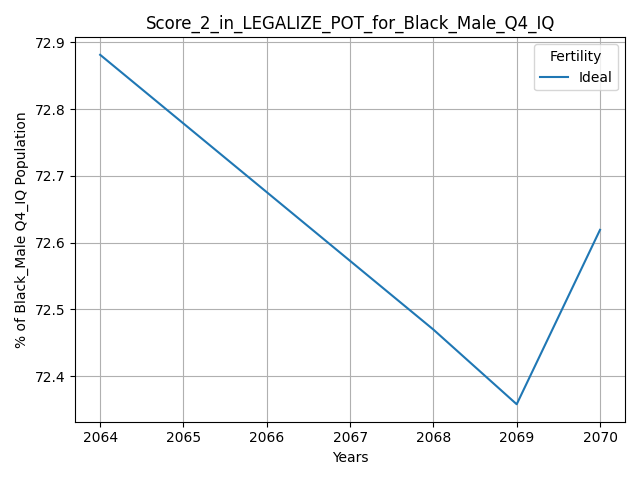 Score_2_in_LEGALIZE_POT_for_Black_Male_Q4_IQ
Fertility
Ideal
% of Black_Male Q4_IQ Population
72.9
72.8
72.7
72.6
72.5
72.4
2064 2065 2066 2067 2068 2069 2070
Years